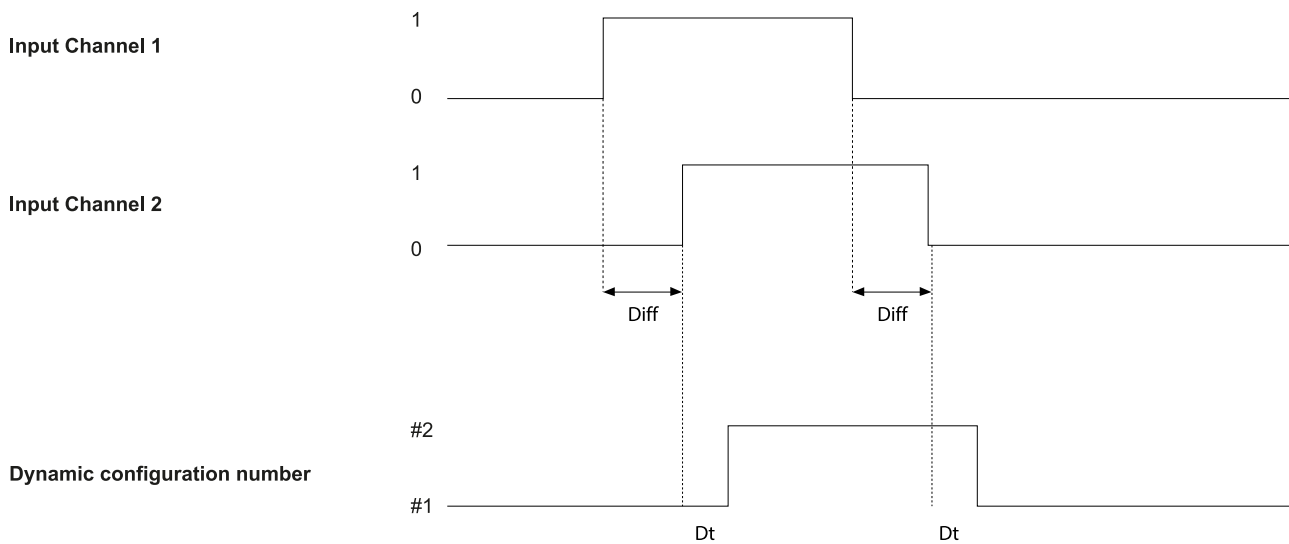 Input Channel 1
1
0
Input Channel 2
1
0
Diff
Diff
Dynamic configuration number
#2
#1
Dt
Dt